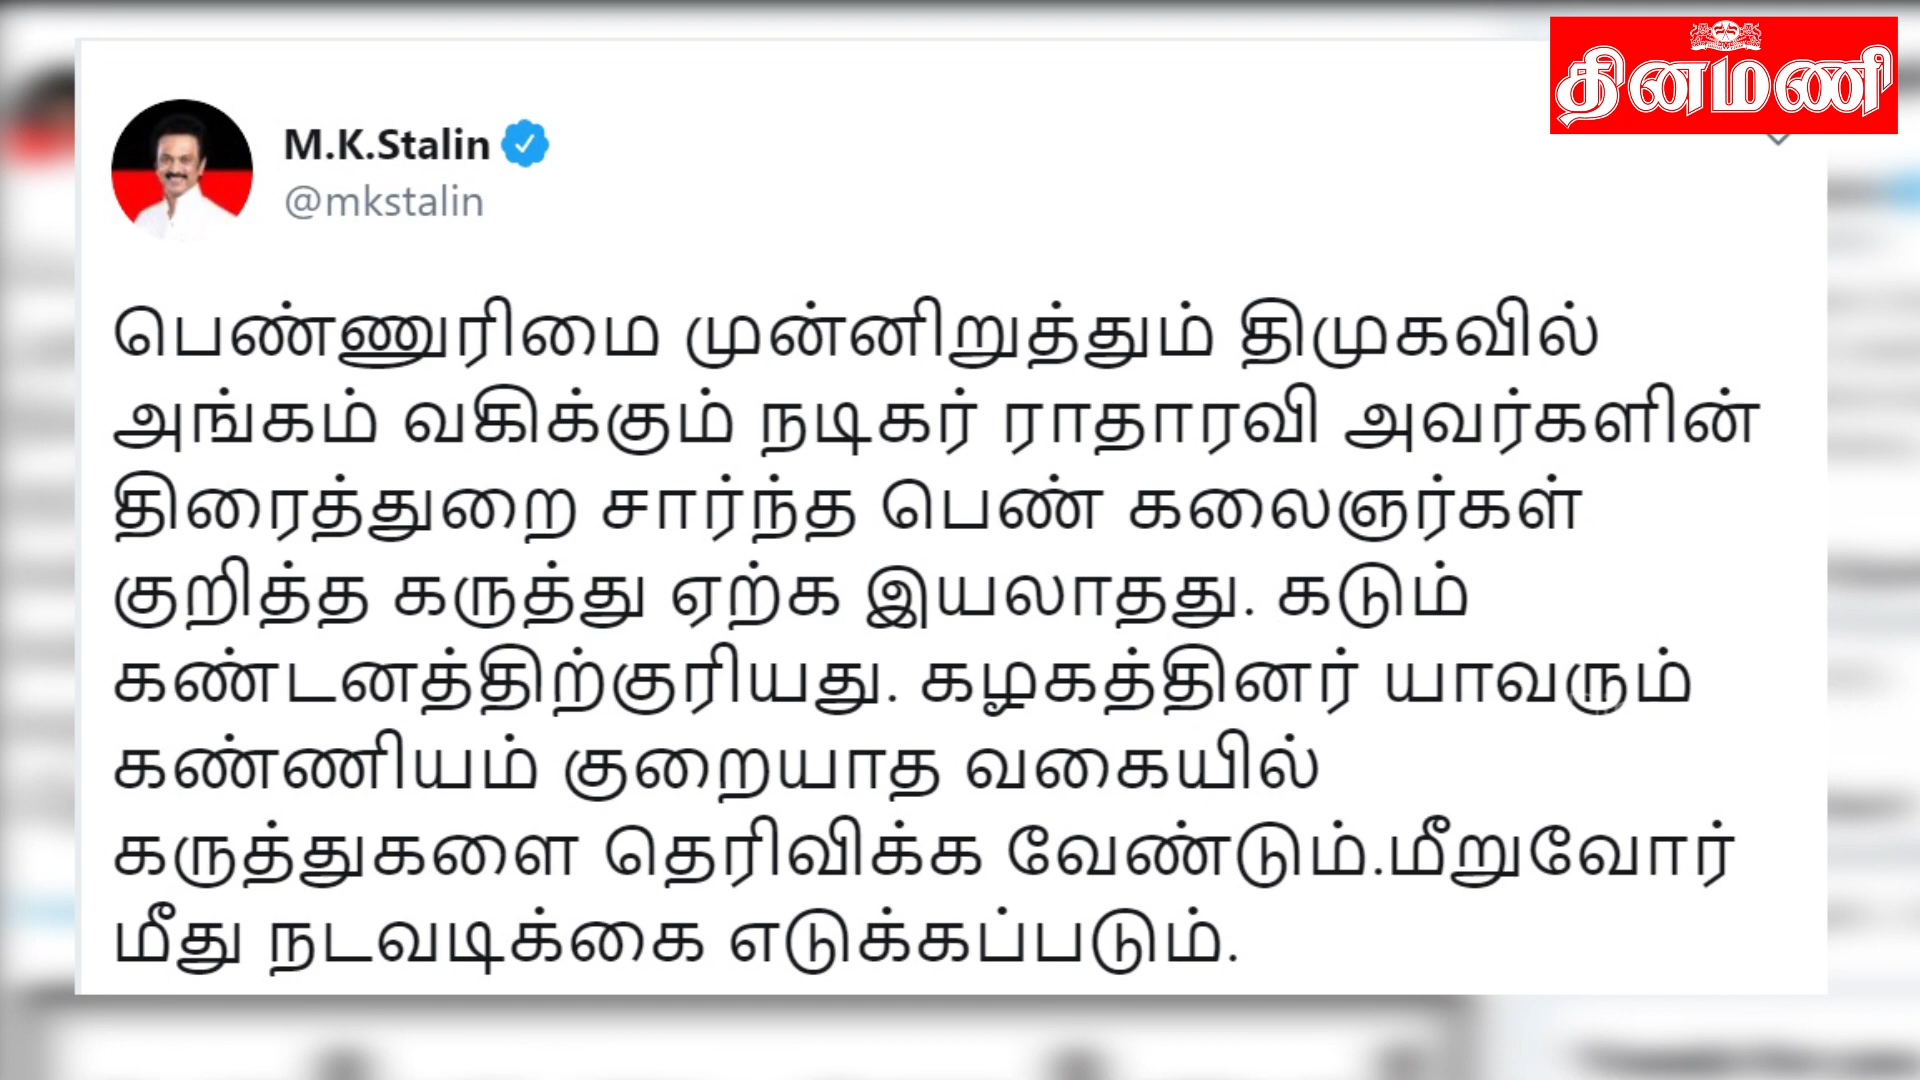 தினமணி
M.K.Stalin
@mkstalin
பெண்ணுரிமை முன்னிறுத்தும் திமுகவில்
அங்கம் வகிக்கும் நடிகர் ராதாரவி அவர்களின்
திரைத்துறை சார்ந்த பெண் கலைஞர்கள்
குறித்த கருத்து ஏற்க இயலாதது. கடும்
கண்டனத்திற்குரியது. கழகத்தினர் யாவரும்
கண்ணியம் குறையாத வகையில்
கருத்துகளை தெரிவிக்க வேண்டும்.மீறுவோர்
மீது நடவடிக்கை எடுக்கப்படும்.